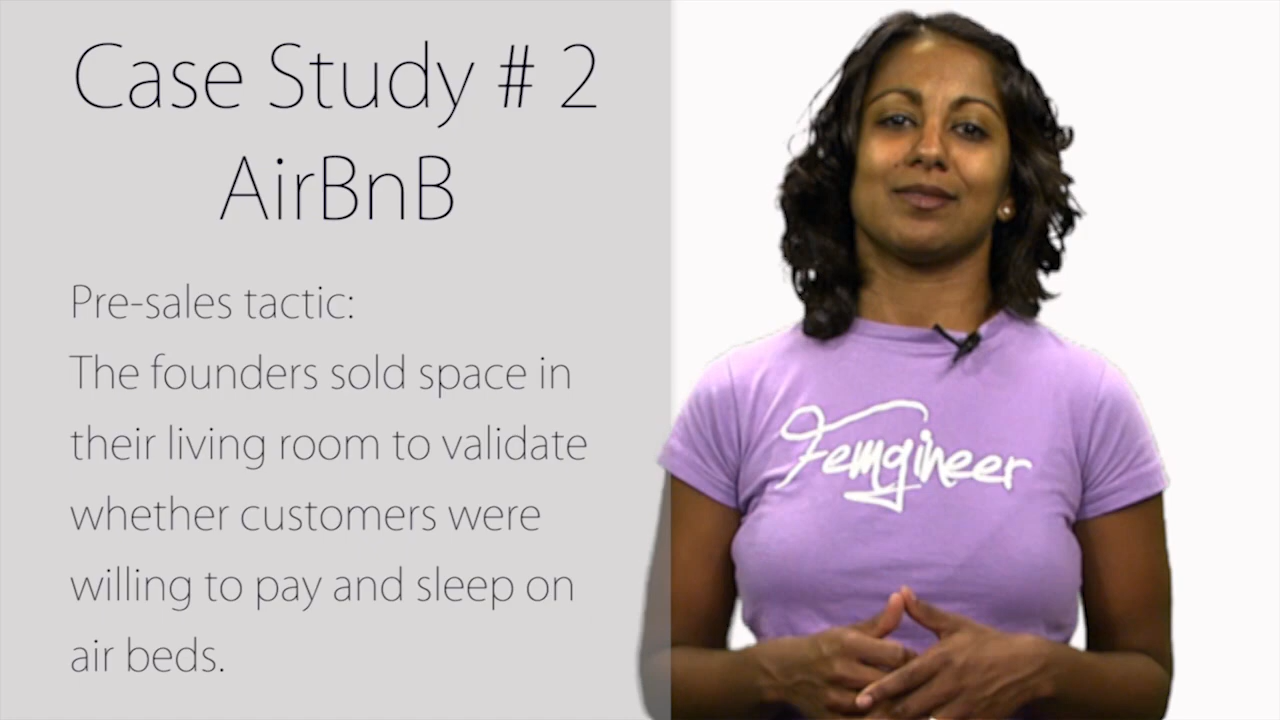 Case Study # 2
AirBnB
Pre-sales tactic:
The founders sold space in
their living room to validate
whether customers were
willing to pay and sleep on
air beds.
Femgineer